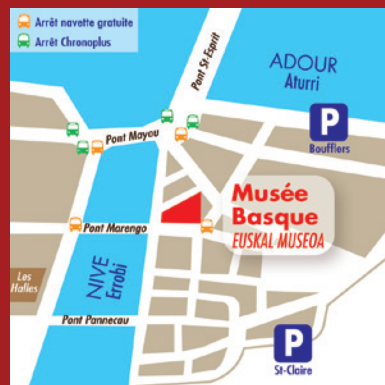 Arrêt navette gratuite
Arrêt Chronoplus
Pont St-Esprit
ADOUR
Aturri
P
Boufflers
Pont Mayou
Musée
Basque
EUSKAL MUSEOA
Pont Marengo
Les
Halles
NIVE
Errobi
Pont Pannecau
P
St-Claire